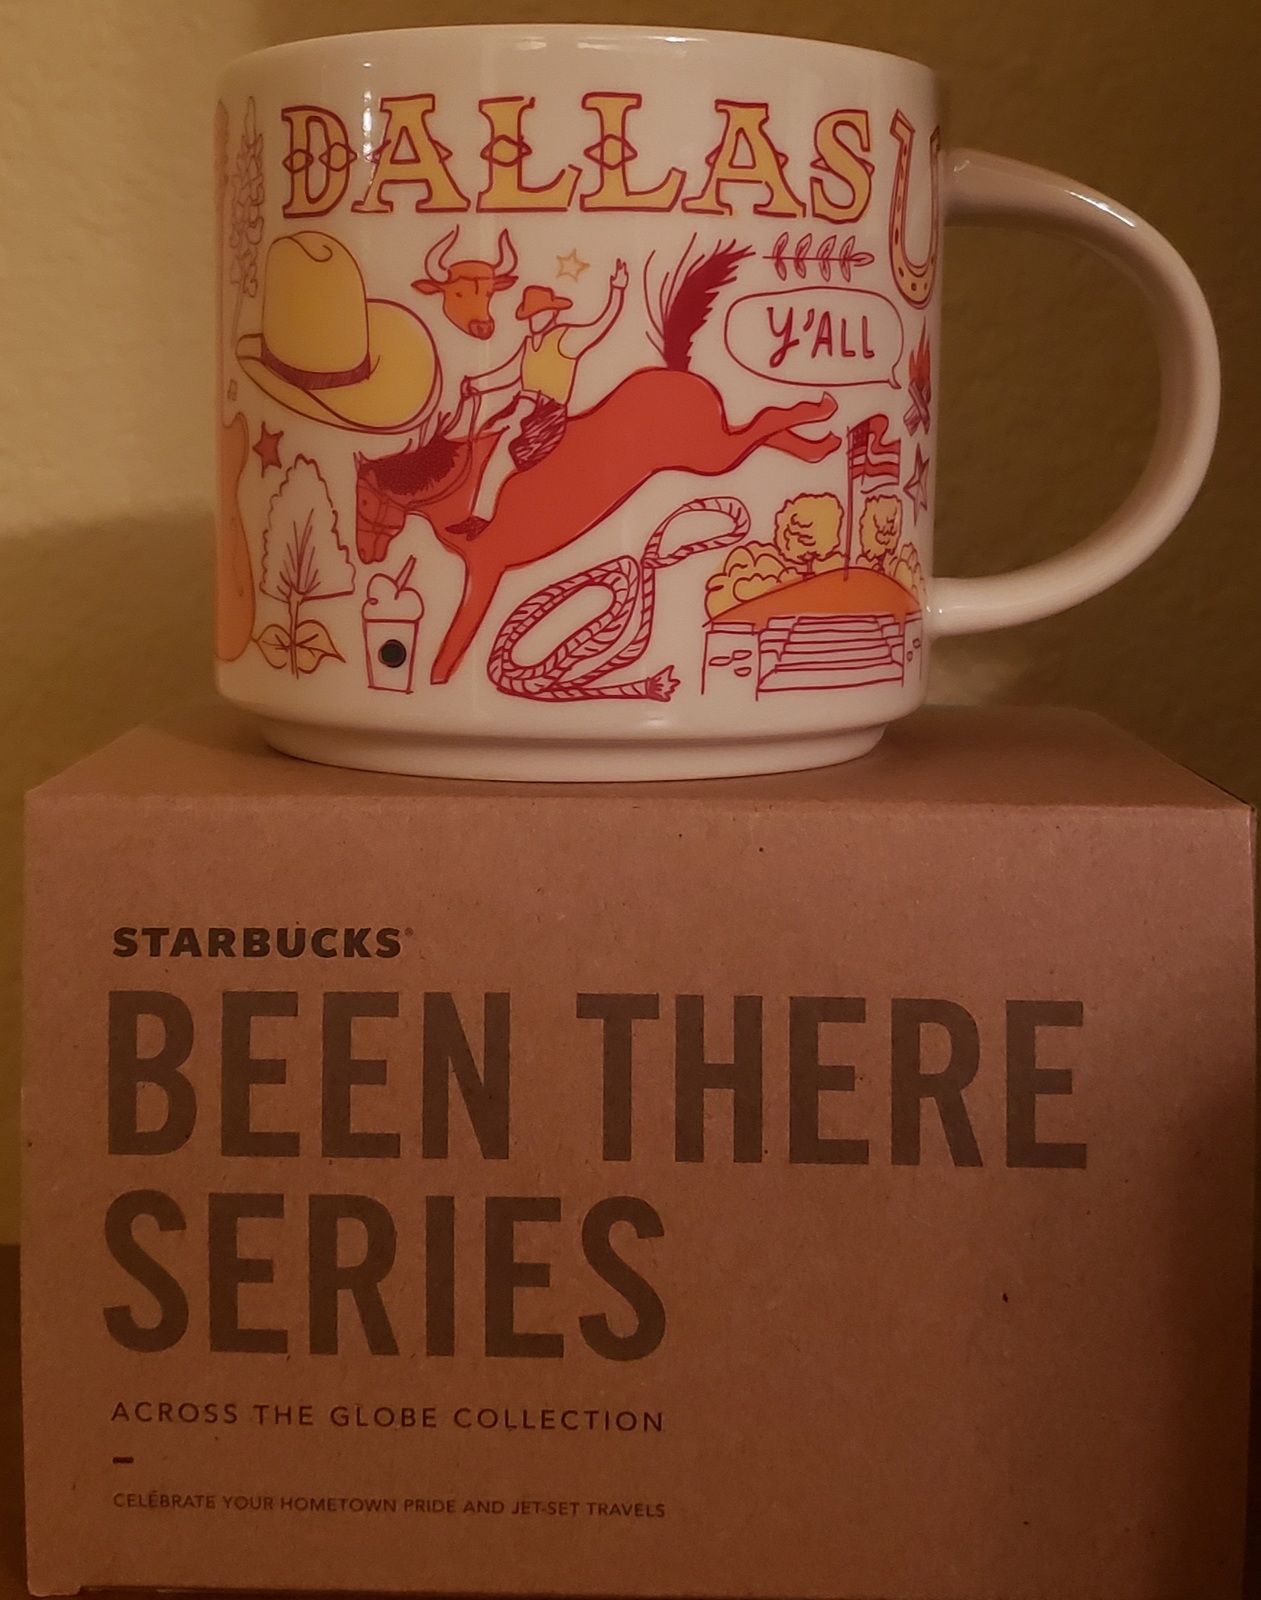 DALLAS
Y'ALL
STARBUCKS®
BEEN THERE
SERIES
ACROSS THE GLOBE COLLECTION
CELEBRATE YOUR HOMETOWN PRIDE AND JET-SET TRAVELS